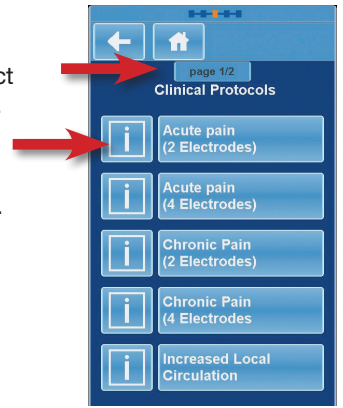 ct
page 1/2
Clinical Protocols
i
Acute pain
(2 Electrodes)
i
Acute pain
(4 Electrodes)
i
Chronic Pain
(2 Electrodes)
i
Chronic Pain
(4 Electrodes
i
Increased Local
Circulation